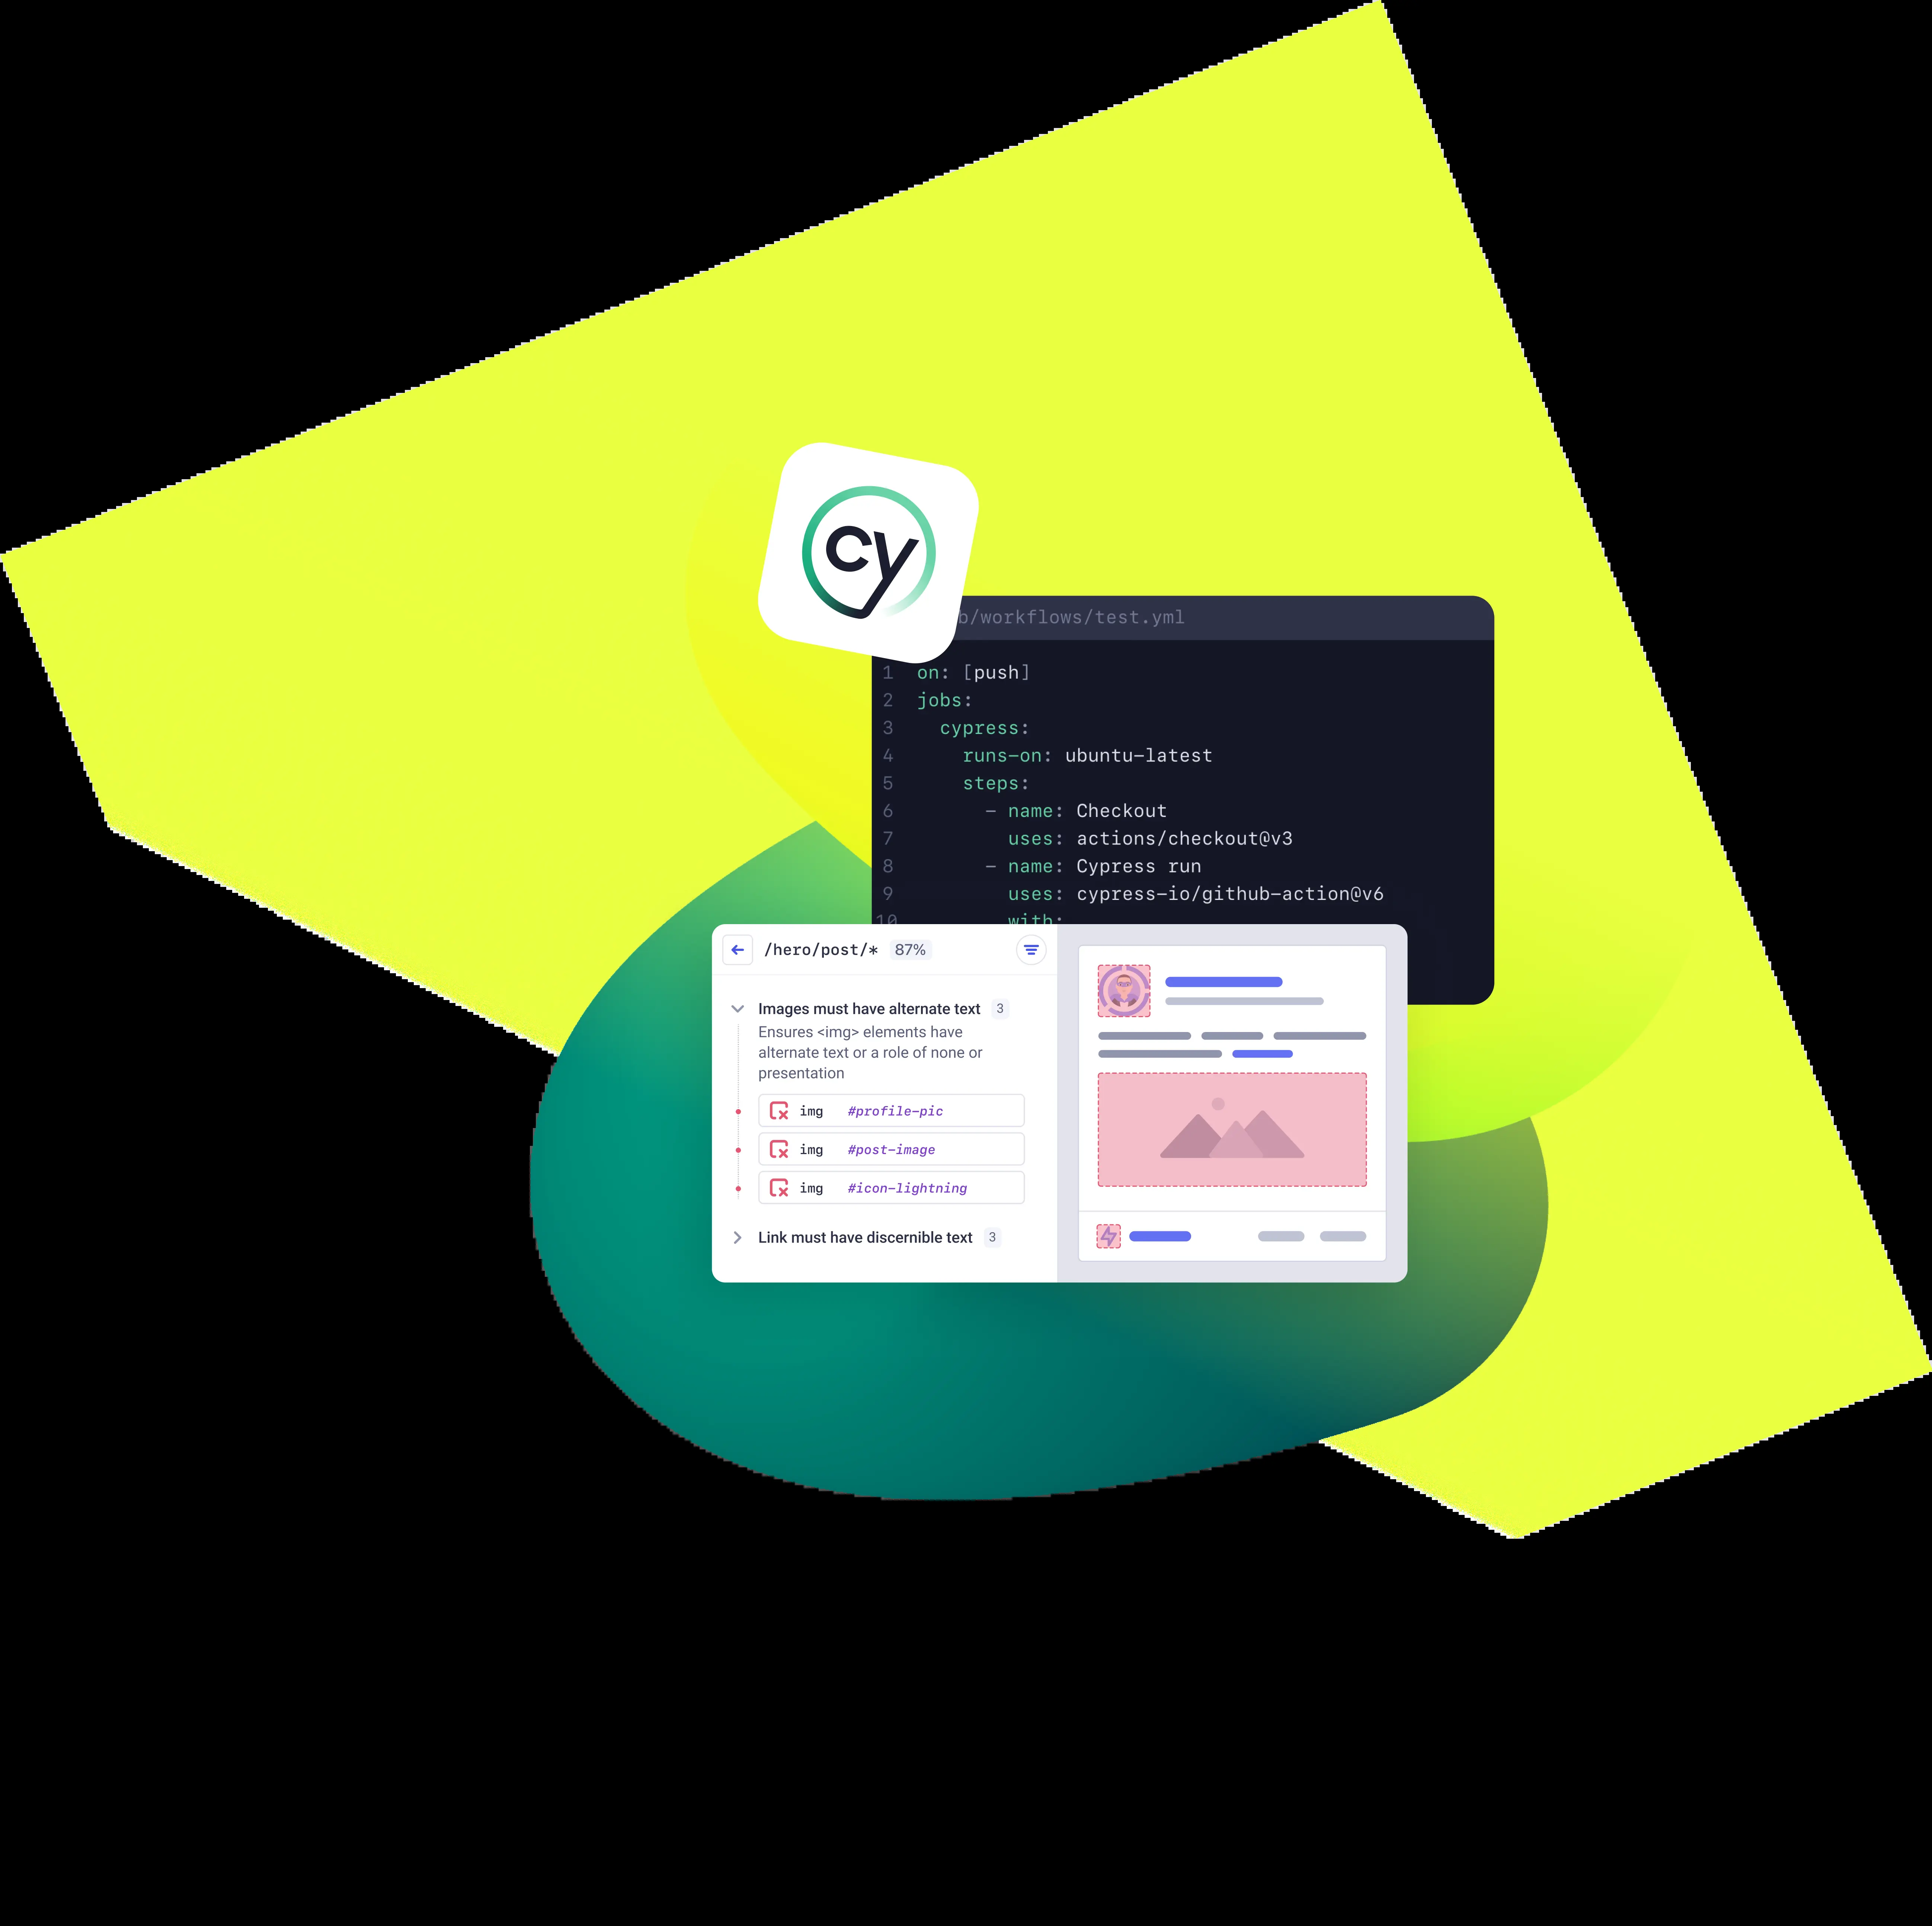 cy
b/workflows/test.yml
1 on: [push]
2 jobs:
3 cypress:
4 runs-on: ubuntu-latest
5 steps:
6 - name: Checkout
7 uses: actions/checkout@v3
8 - name: Cypress run
9 uses: cypress-io/github-action@v6
10 with:
/hero/post/* 87%
Images must have alternate text 3
Ensures <img> elements have
alternate text or a role of none or
presentation
img #profile-pic
img #post-image
img #icon-lightning
Link must have discernible text 3